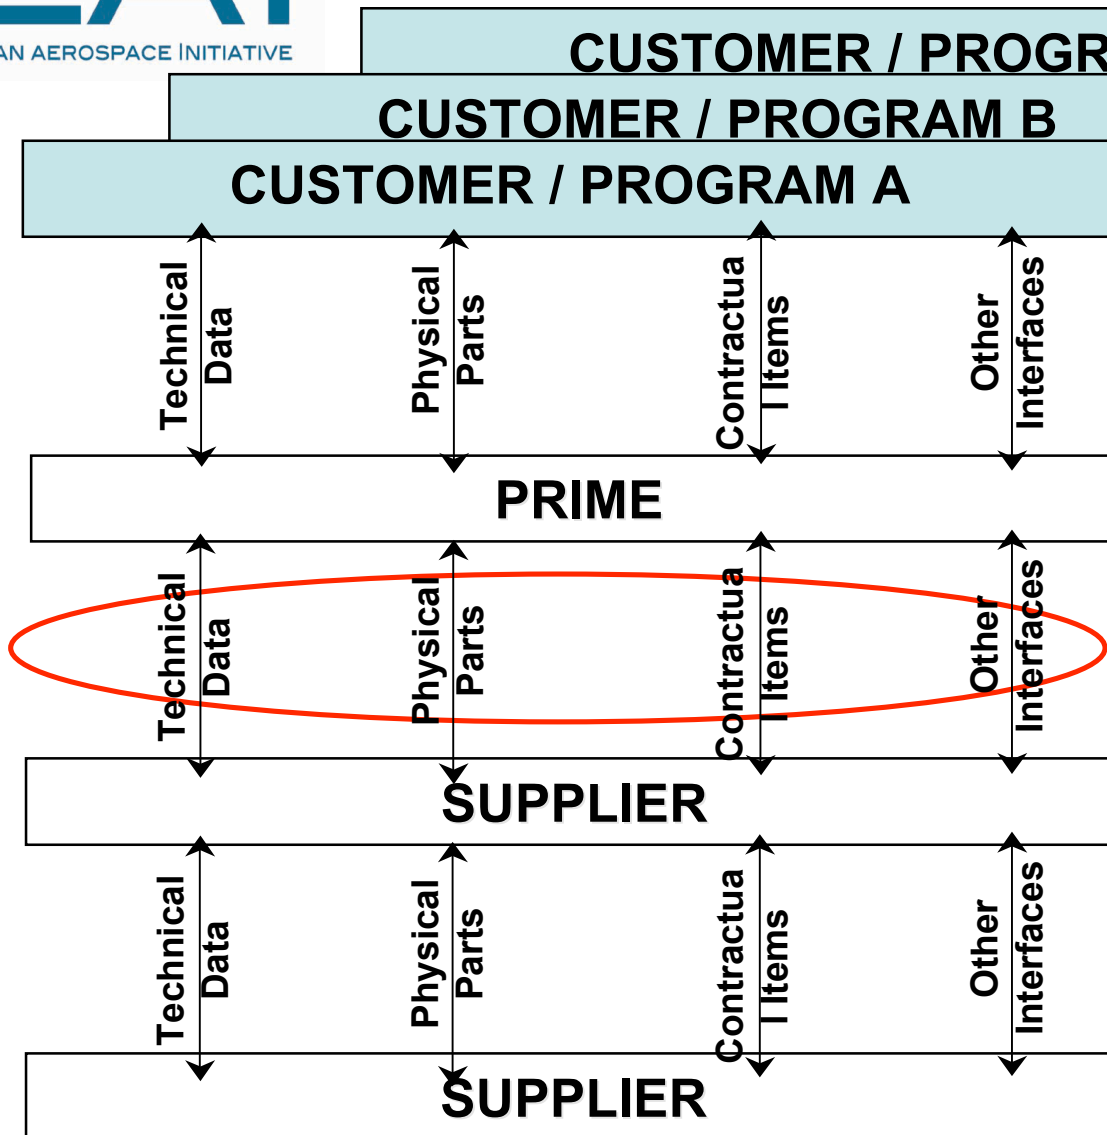 AN AEROSPACE INITIATIVE
CUSTOMER / PROGR
CUSTOMER / PROGRAM B
CUSTOMER / PROGRAM A
Technical
Data
Physical
Parts
Contractua
l Items
Other
Interfaces
PRIME
Technical
Data
Physical
Parts
Contractua
l Items
Other
Interfaces
SUPPLIER
Technical
Data
Physical
Parts
Contractua
l Items
Other
Interfaces
SUPPLIER